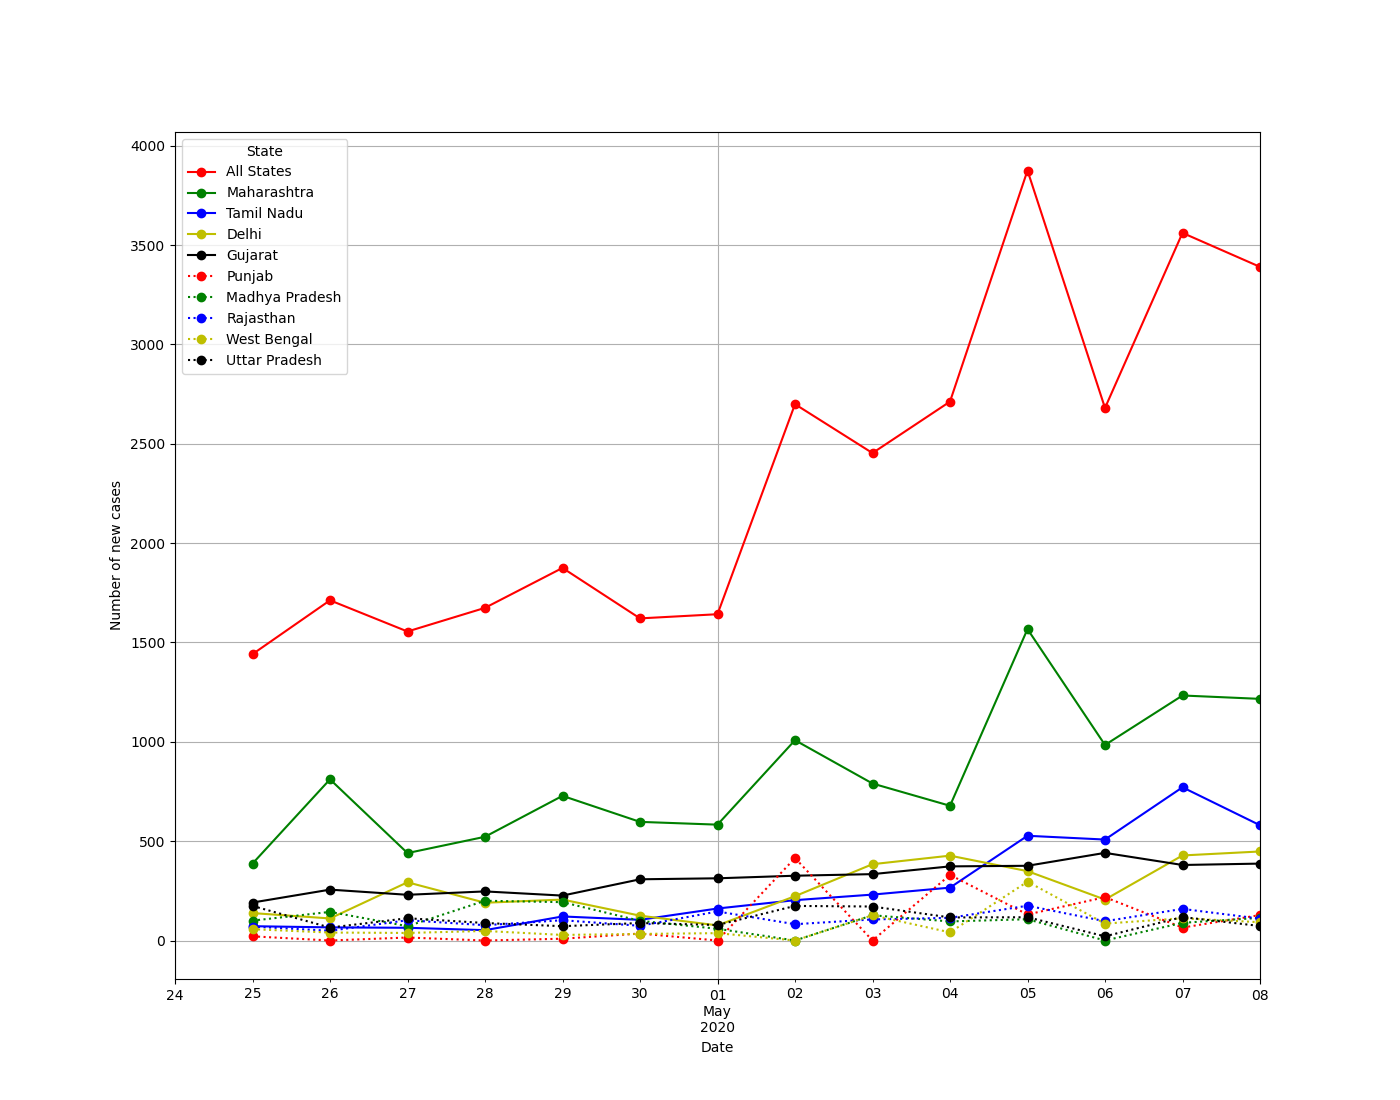 State
All States
Maharashtra
Tamil Nadu
Delhi
Gujarat
Punjab
Madhya Pradesh
Rajasthan
West Bengal
Uttar Pradesh
4000
3500
3000
2500
2000
1500
1000
500
0
Number of new cases
24 25 26 27 28 29 30 01 02 03 04 05 06 07 08
May
2020
Date